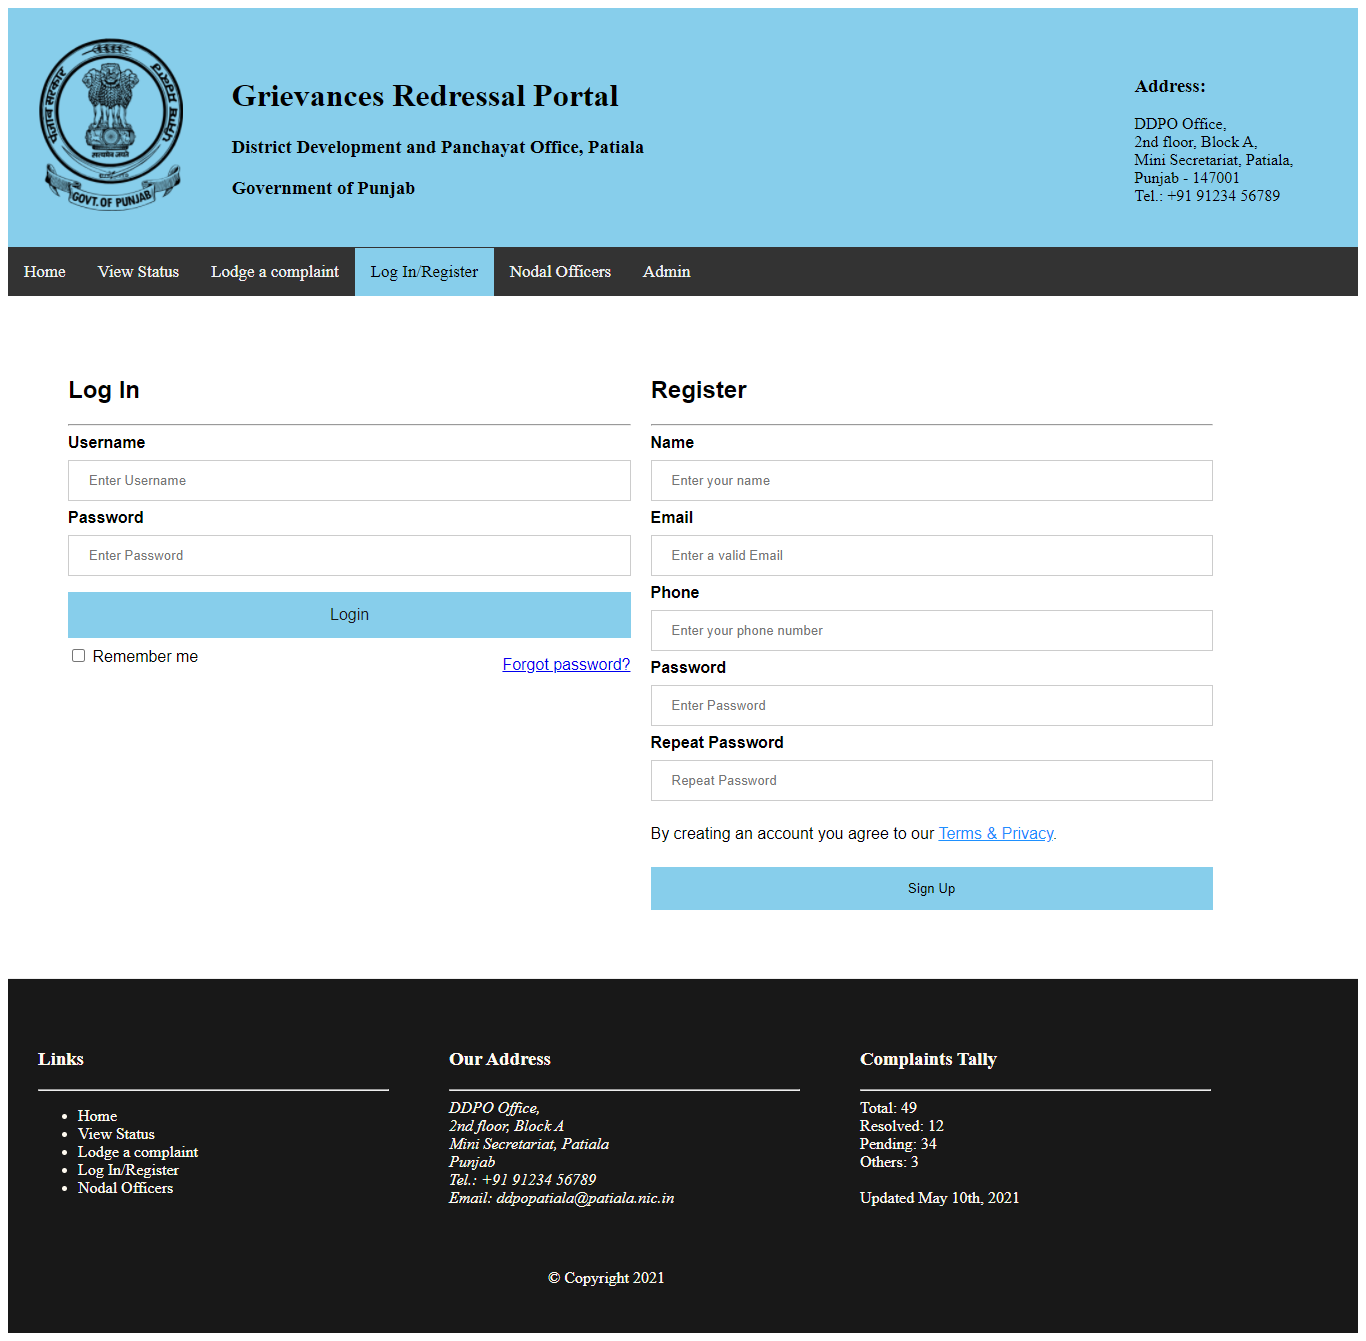 पंजाब सरकार
ਪੰਜਾਬ ਸਰਕਾਰ
सत्यमेव जयते
GOVT. OF PUNJAB
Grievances Redressal Portal
District Development and Panchayat Office, Patiala
Government of Punjab
Address:
DDPO Office,
2nd floor, Block A,
Mini Secretariat, Patiala,
Punjab - 147001
Tel.: +91 91234 56789
Home View Status Lodge a complaint Log In/Register Nodal Officers Admin
Log In
Username
Enter Username
Password
Enter Password
Login
Remember me
Forgot password?
Register
Name
Enter your name
Email
Enter a valid Email
Phone
Enter your phone number
Password
Enter Password
Repeat Password
Repeat Password
By creating an account you agree to our Terms & Privacy.
Sign Up
Links
Home
View Status
Lodge a complaint
Log In/Register
Nodal Officers
Our Address
DDPO Office,
2nd floor, Block A
Mini Secretariat, Patiala
Punjab
Tel.: +91 91234 56789
Email: ddpopatiala@patiala.nic.in
Complaints Tally
Total: 49
Resolved: 12
Pending: 34
Others: 3
Updated May 10th, 2021
© Copyright 2021